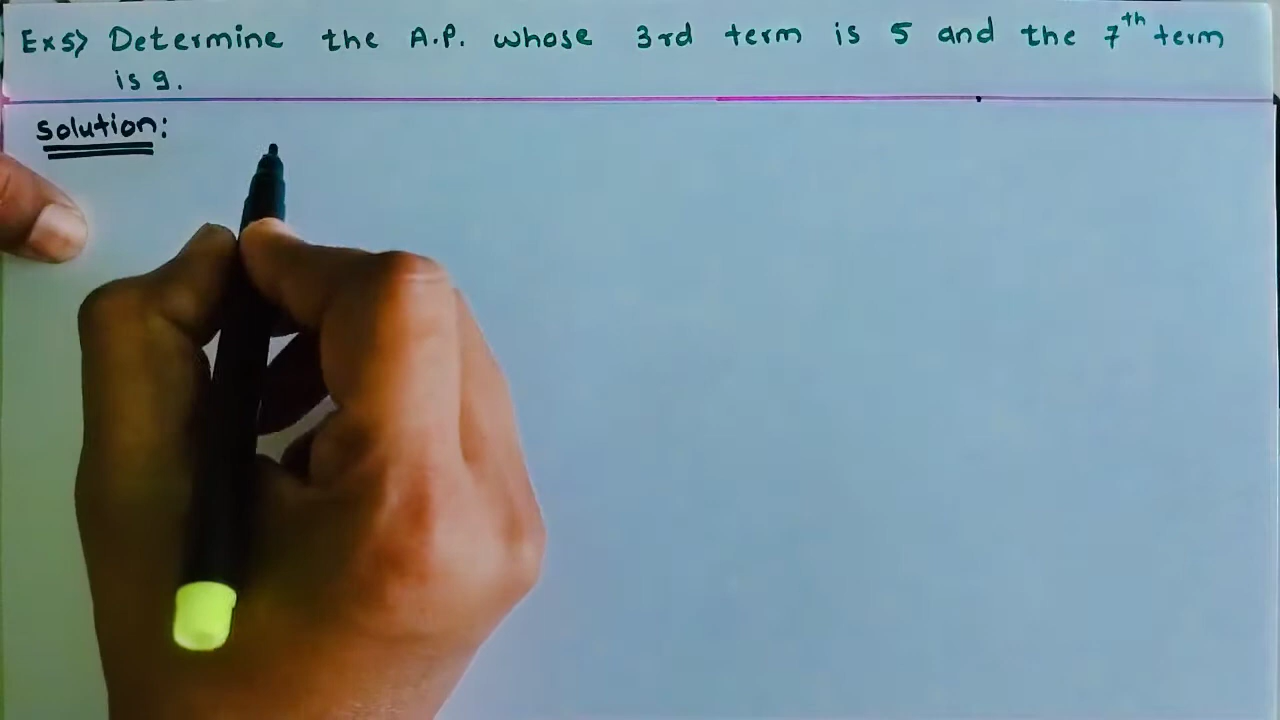 Ex5> Determine the A.P. whose 3rd term is 5 and the 7th term
is 9.
Solution: